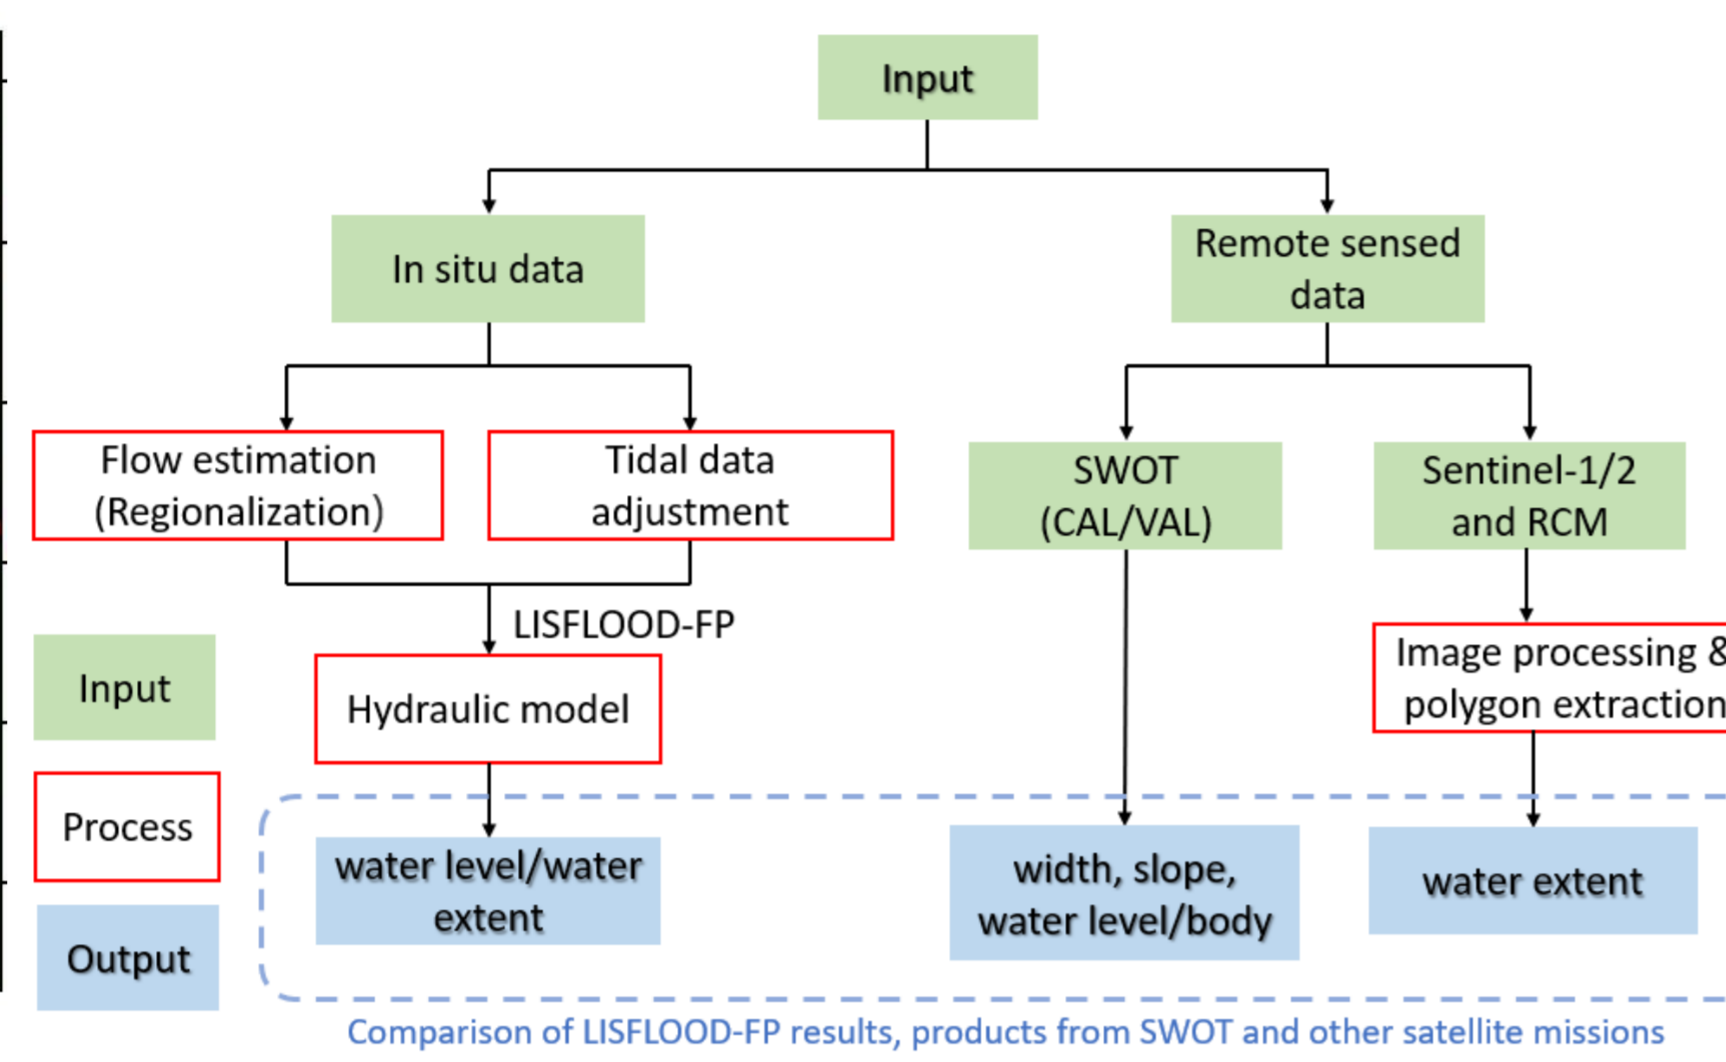 Input
In situ data
Remote sensed
data
Flow estimation
(Regionalization)
Tidal data
adjustment
SWOT
(CAL/VAL)
Sentinel-1/2
and RCM
LISFLOOD-FP
Hydraulic model
Image processing &
polygon extraction
water level/water
extent
width, slope,
water level/body
water extent
Input
Process
Output
Comparison of LISFLOOD-FP results, products from SWOT and other satellite missions